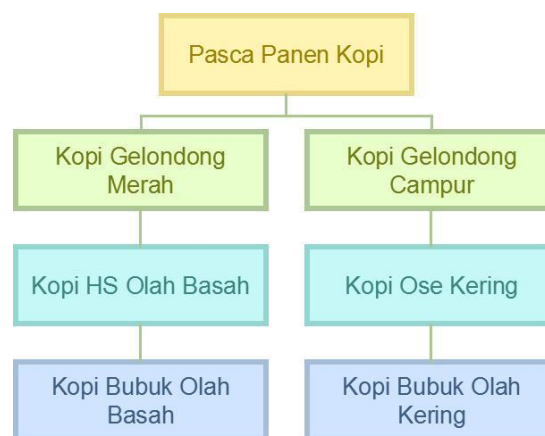 Pasca Panen Kopi
Kopi Gelondong
Merah
Kopi Gelondong
Campur
Kopi HS Olah Basah
Kopi Ose Kering
Kopi Bubuk Olah
Basah
Kopi Bubuk Olah
Kering